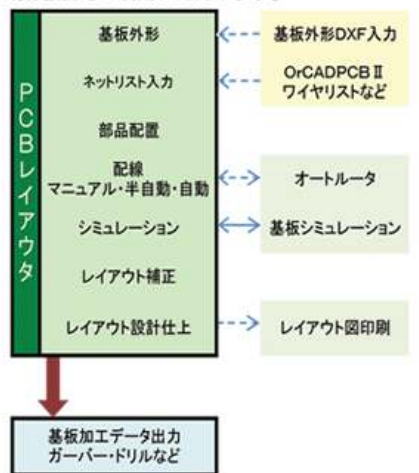 PCBレイアウタ
基板外形
ネットリスト入力
部品配置
配線
マニュアル・半自動・自動
シミュレーション
レイアウト補正
レイアウト設計仕上
基板外形DXF入力
OrCADPCBⅡ
ワイヤリストなど
オートルータ
基板シミュレーション
レイアウト図印刷
基板加工データ出力
ガーバー・ドリルなど